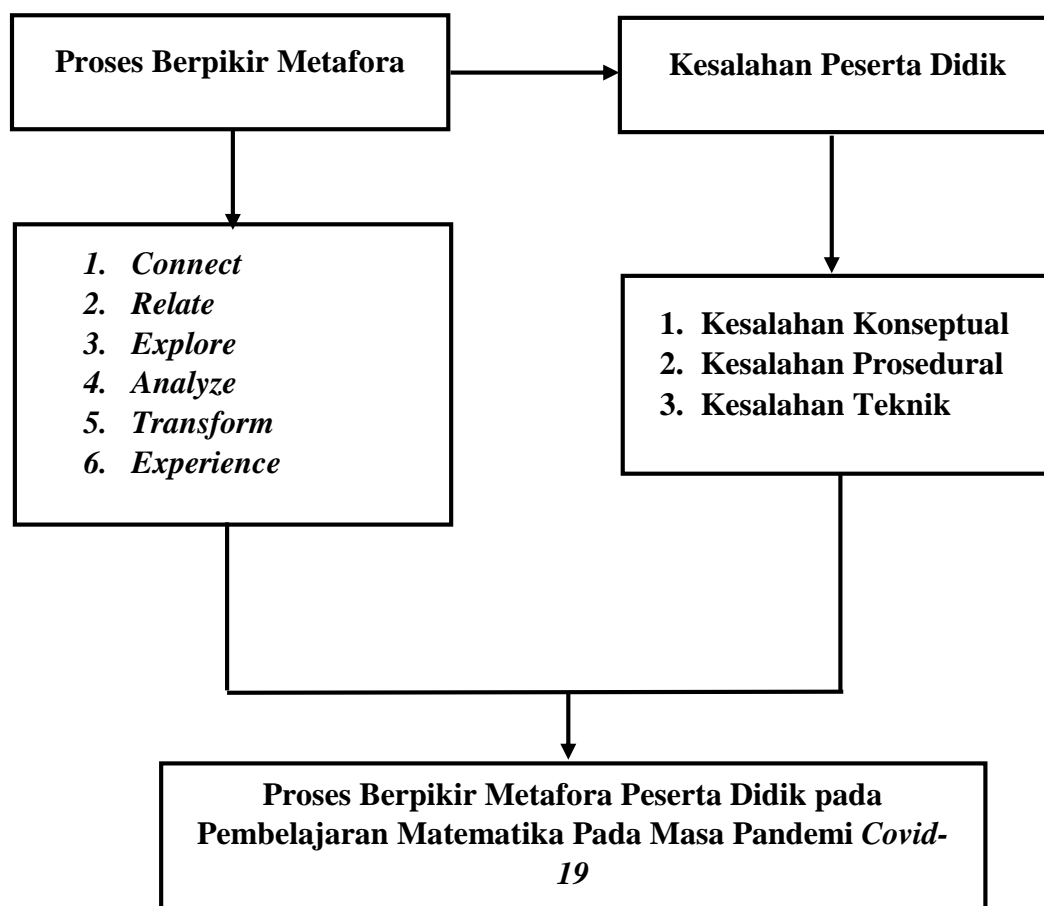 Proses Berpikir Metafora
Kesalahan Peserta Didik
1. Connect
2. Relate
3. Explore
4. Analyze
5. Transform
6. Experience
1. Kesalahan Konseptual
2. Kesalahan Prosedural
3. Kesalahan Teknik
Proses Berpikir Metafora Peserta Didik pada
Pembelajaran Matematika Pada Masa Pandemi Covid-
19